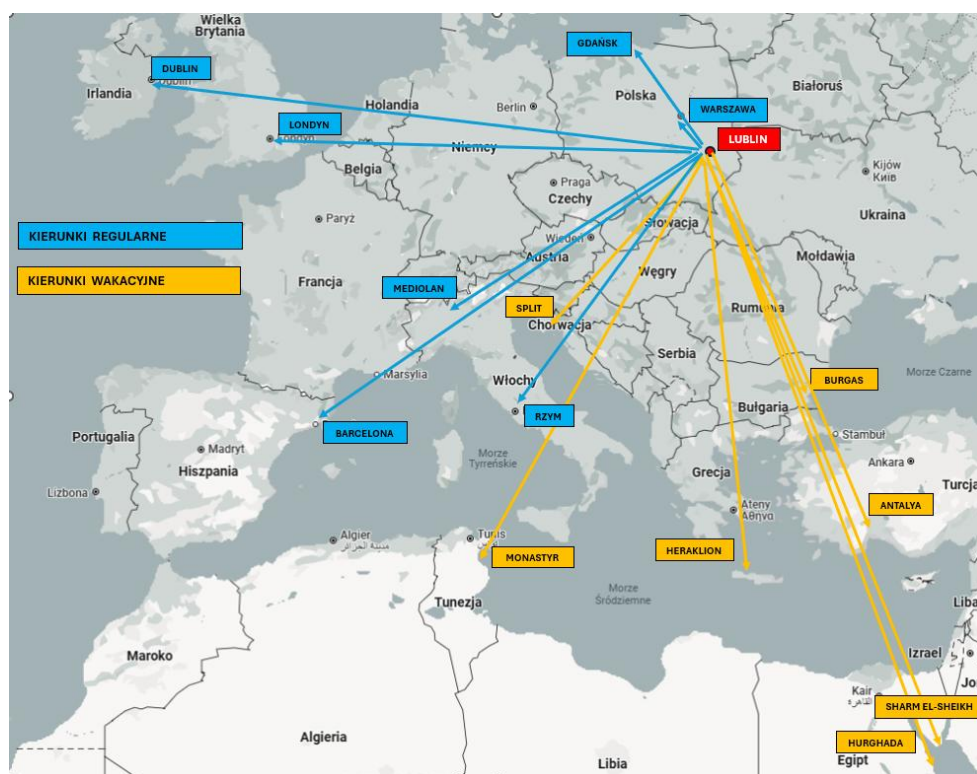 Wielka
Brytania
GDAŃSK
DUBLIN
Dublin
Irlandia
Holandia
Berlin
Polska
WARSZAWA
Białoruś
LONDYN
Londyn
LUBLIN
Niemcy
Belgia
Kijów
Київ
Praga
Czechy
Ukraina
Paryż
Słowacja
KIERUNKI REGULARNE
Wiedeń
Austria
Mołdawia
KIERUNKI WAKACYJNE
Francja
MEDIOLAN
Węgry
SPLIT
Rumunia
Chorwacja
Serbia
Marsylia
Włochy
BURGAS
Morze Czarne
RZYM
Bułgaria
BARCELONA
Portugalia
Madryt
Stambuł
Hiszpania
Morze
Tyrreńskie
Ankara
Grecja
Turcja
Lizbona
Ateny
Αθήνα
ANTALYA
Algier
Tunis
تونس
MONASTYR
HERAKLION
Morze
Śródziemne
Tunezja
Liba
Maroko
Izrael
Jo
Kair
القاهرة
SHARM EL-SHEIKH
Algieria
HURGHADA
Libia
Egipt